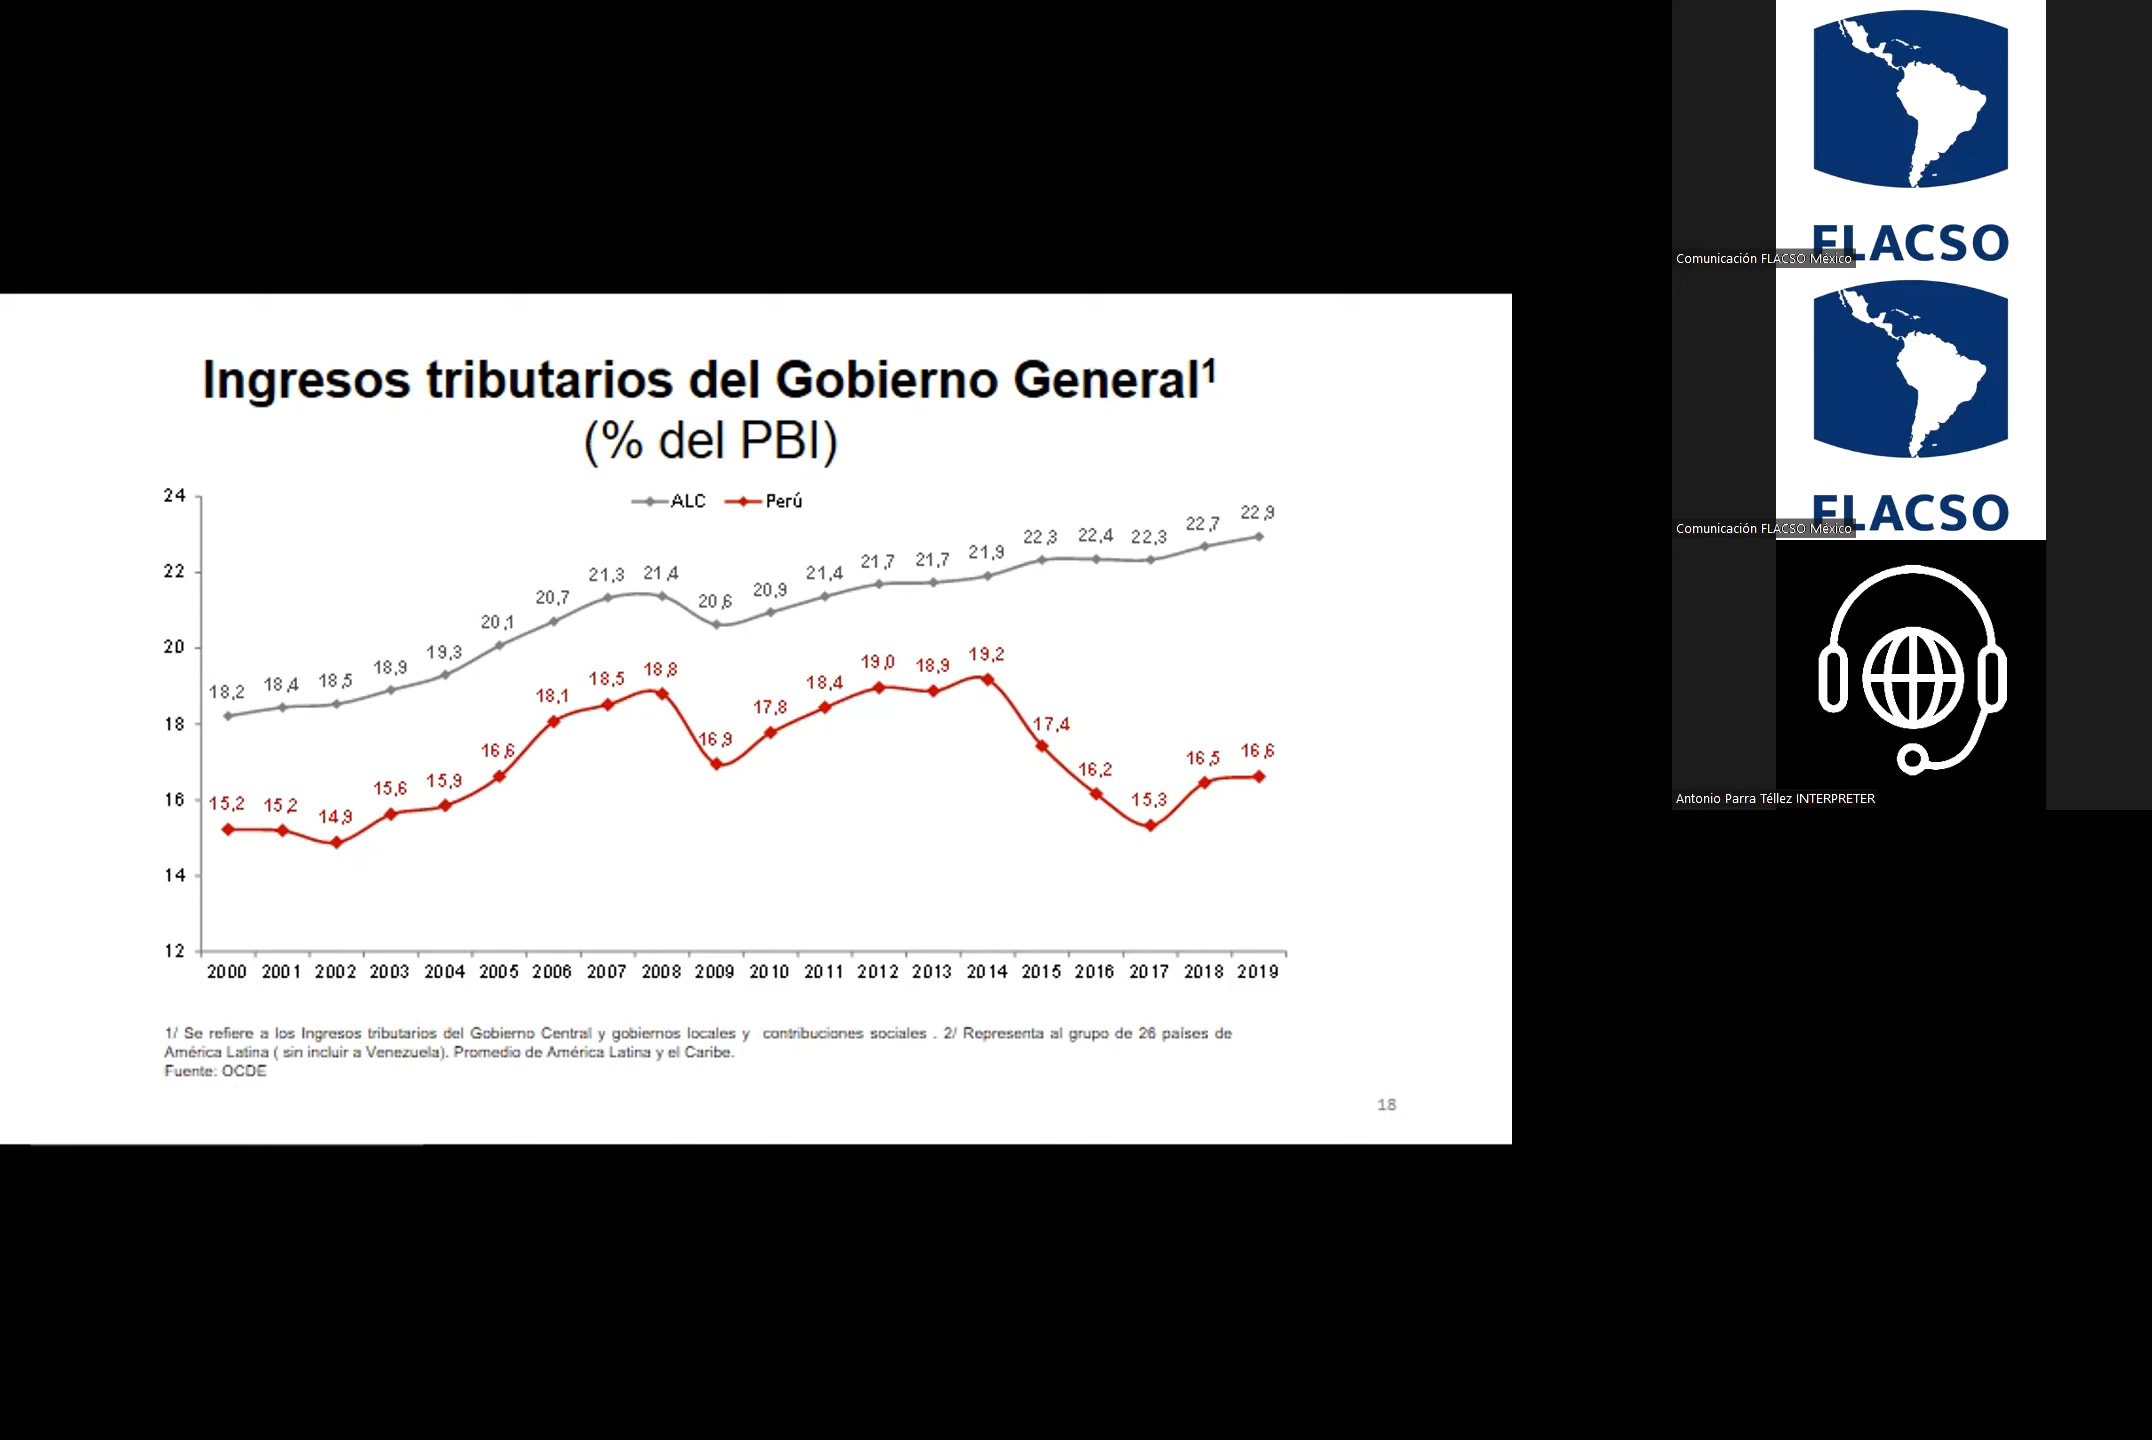 Ingresos tributarios del Gobierno General¹
(% del PBI)
ALC Perú
24
22
20
18
16
14
12
18,2 18,4 18,5 18,9 19,3 20,1 20,7 21,3 21,4 20,6 20,9 21,4 21,7 21,7 21,9 22,3 22,4 22,3 22,7 22,9
15,2 15,2 14,9 15,6 15,9 16,6 18,1 18,5 18,8 16,9 17,8 18,4 19,0 18,9 19,2 17,4 16,2 15,3 16,5 16,6
2000 2001 2002 2003 2004 2005 2006 2007 2008 2009 2010 2011 2012 2013 2014 2015 2016 2017 2018 2019
1/ Se refiere a los Ingresos tributarios del Gobierno Central y gobiernos locales y contribuciones sociales . 2/ Representa al grupo de 26 países de
América Latina ( sin incluir a Venezuela). Promedio de América Latina y el Caribe.
Fuente: OCDE
18
FLACSO
Comunicación FLACSO México
FLACSO
Comunicación FLACSO México
Antonio Parra Téllez INTERPRETER